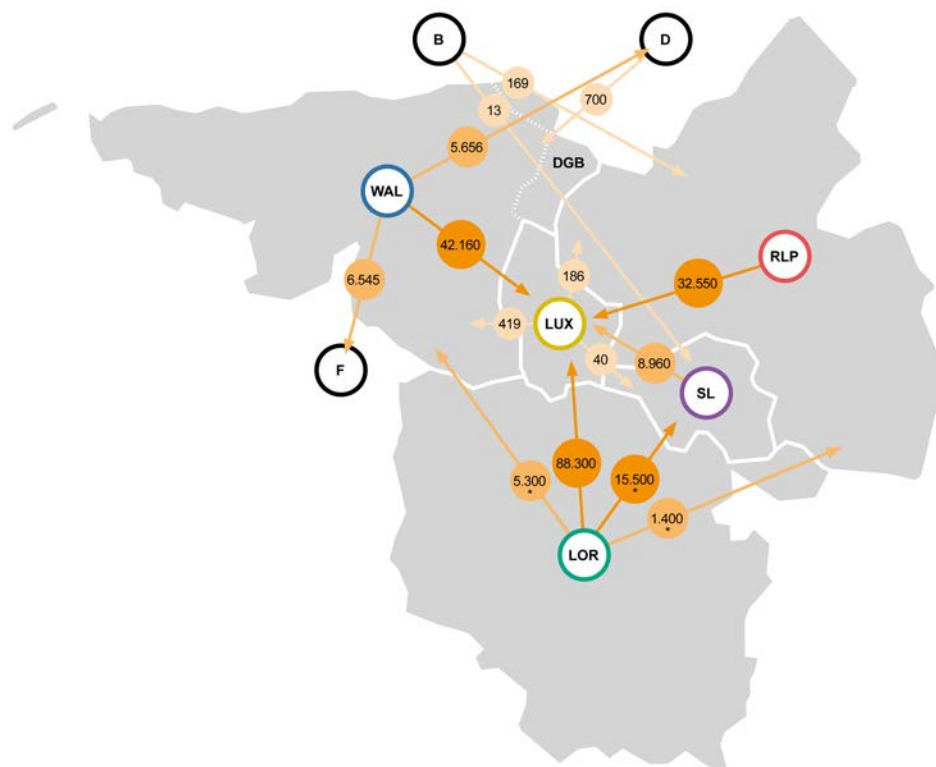 B
D
169
700
13
5.656
DGB
WAL
42.160
RLP
186
32.550
6.545
419
LUX
40
8.960
F
SL
88.300
5.300
*
15.500
*
1.400
*
LOR